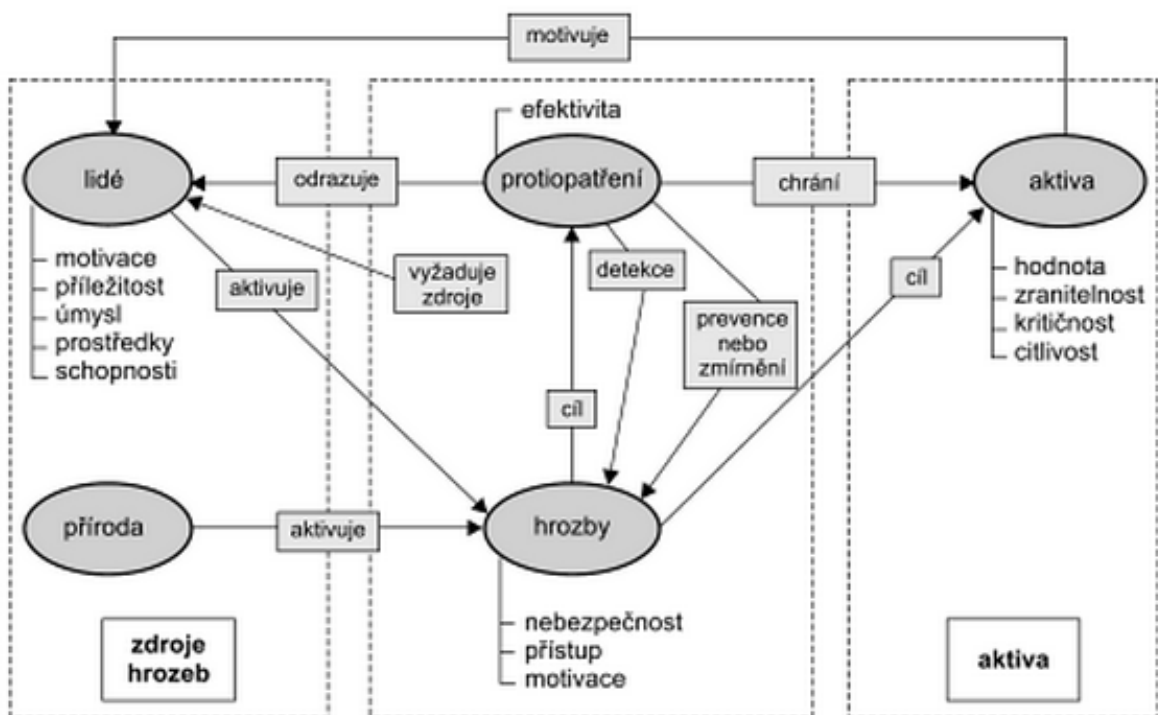 motivuje
efektivita
lidé
odrazuje
protiopatření
chrání
aktiva
motivace
příležitost
úmysl
prostředky
schopnosti
aktivuje
vyžaduje
zdroje
detekce
prevence
nebo
zmírnění
cíl
hodnota
zranitelnost
kritičnost
citlivost
cíl
příroda
aktivuje
hrozby
nebezpečnost
přístup
motivace
zdroje
hrozeb
aktiva